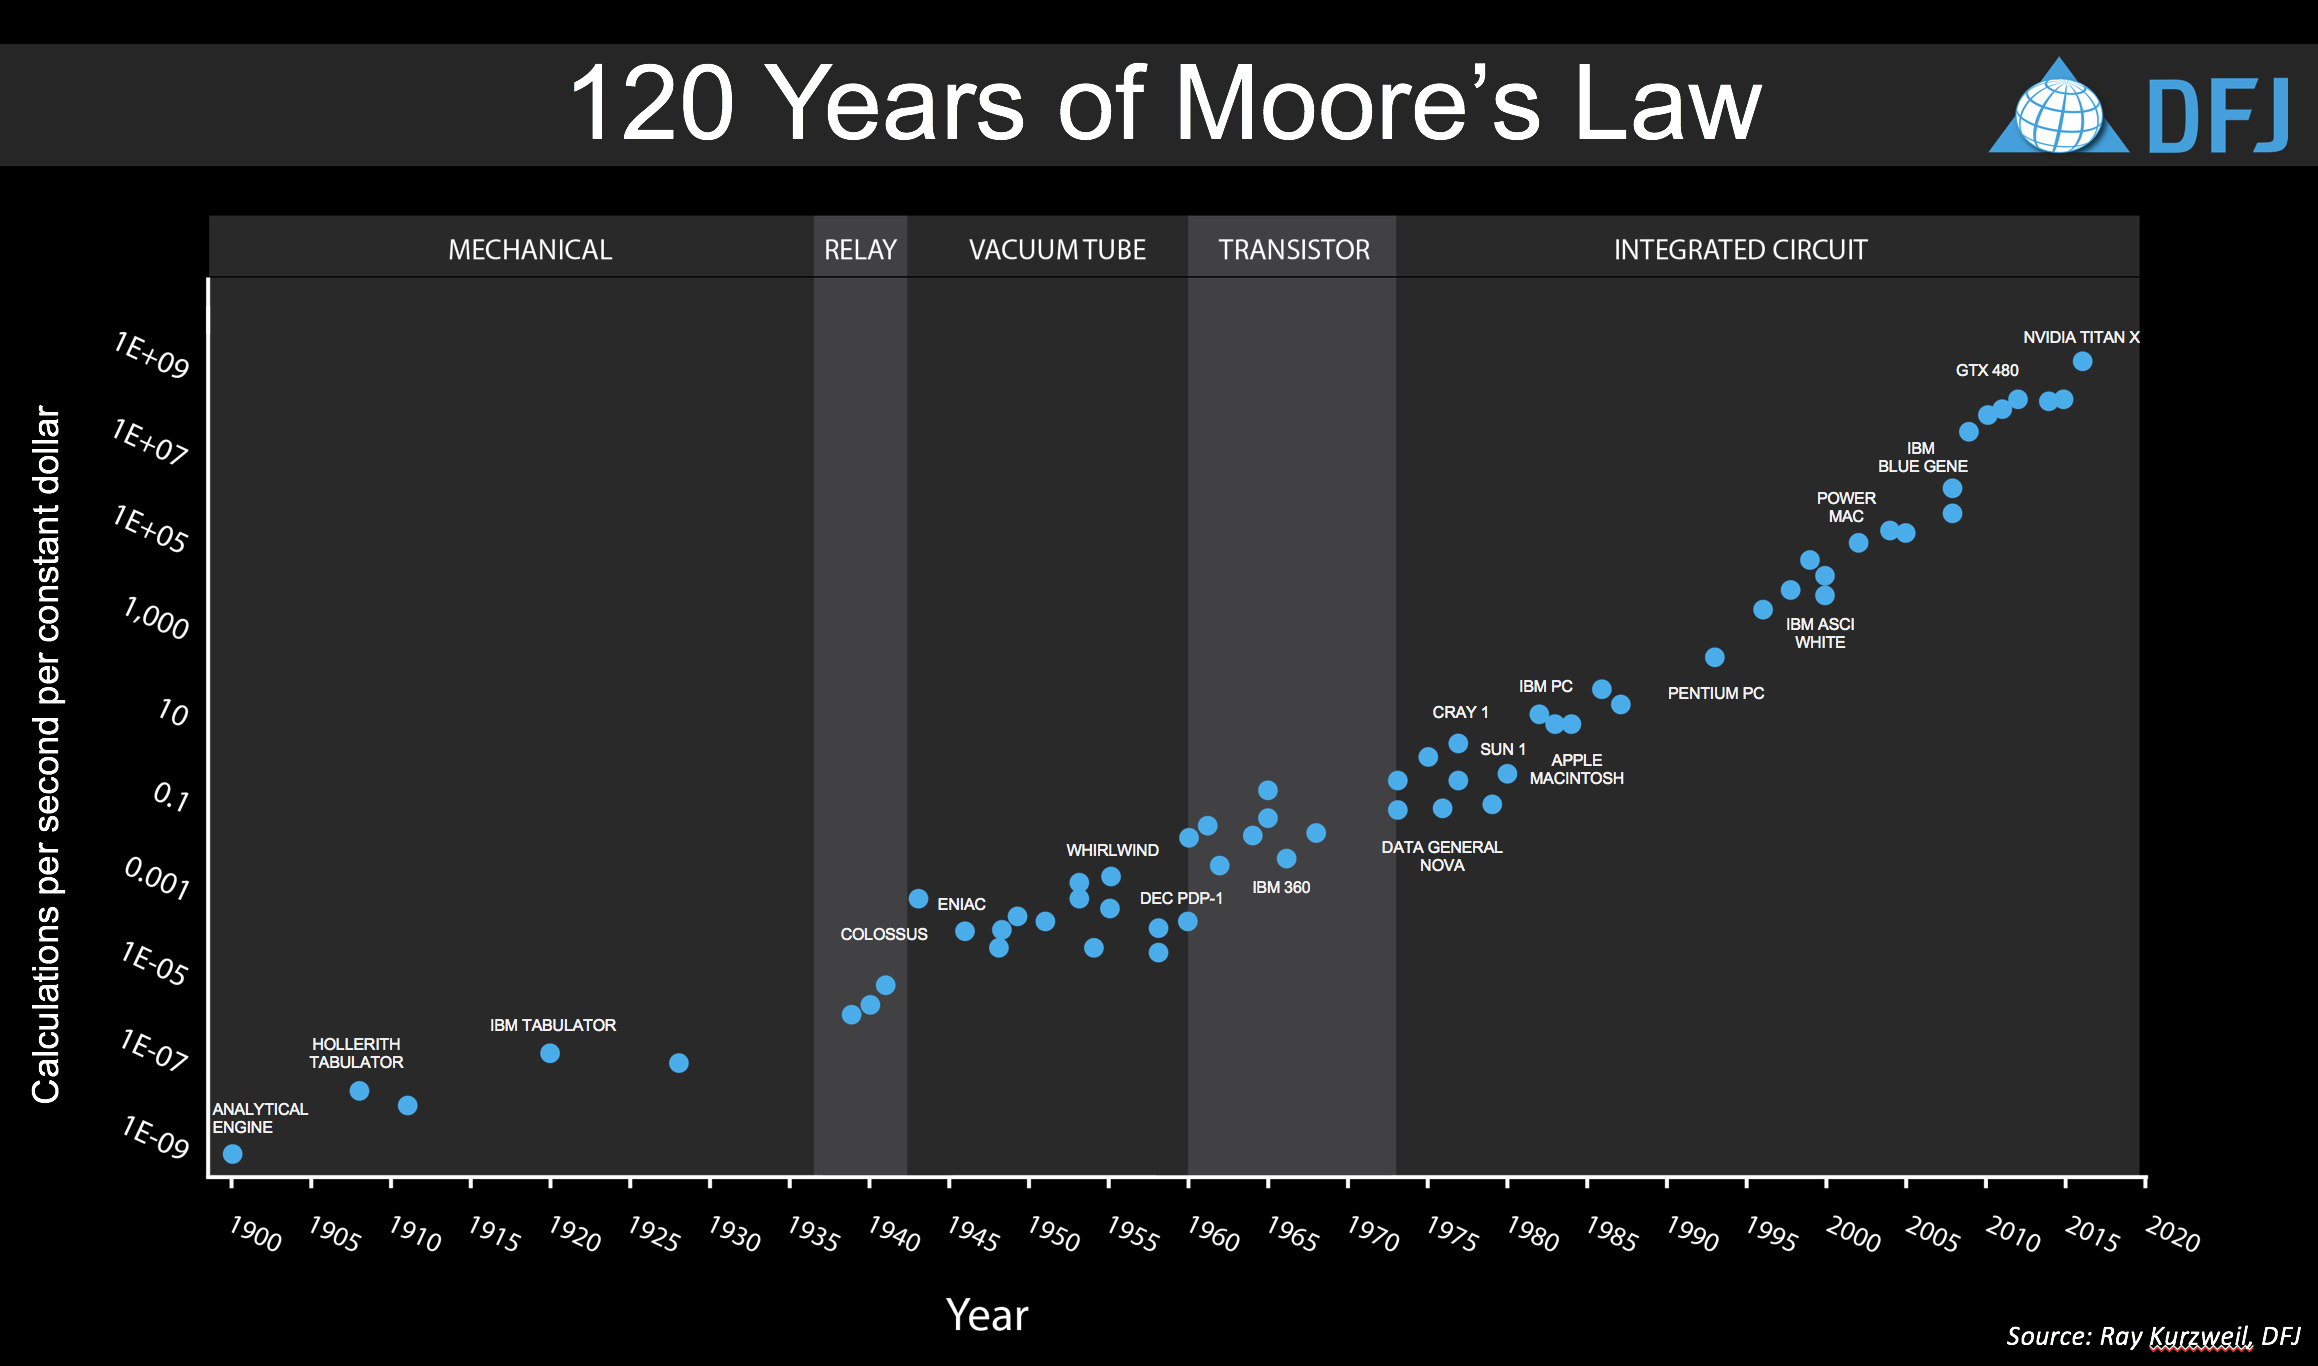 120 Years of Moore's Law
DFJ
MECHANICAL
RELAY
VACUUM TUBE
TRANSISTOR
INTEGRATED CIRCUIT
Calculations per second per constant dollar
1E+09
1E+07
1E+05
1,000
10
0.1
0.001
1E-05
1E-07
1E-09
ANALYTICAL
ENGINE
HOLLERITH
TABULATOR
IBM TABULATOR
COLOSSUS
ENIAC
WHIRLWIND
DEC PDP-1
IBM 360
DATA GENERAL
NOVA
CRAY 1
SUN 1
IBM PC
APPLE
MACINTOSH
PENTIUM PC
IBM ASCI
WHITE
POWER
MAC
IBM
BLUE GENE
GTX 480
NVIDIA TITAN X
1900
1905
1910
1915
1920
1925
1930
1935
1940
1945
1950
1955
1960
1965
1970
1975
1980
1985
1990
1995
2000
2005
2010
2015
2020
Year
Source: Ray Kurzweil, DFJ